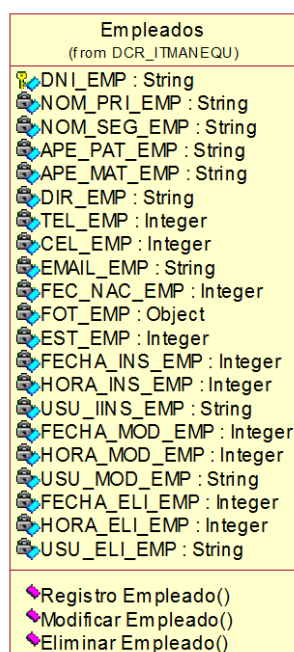 Empleados
(from DCR_ITMANEQU)
DNI_EMP : String
NOM_PRI_EMP : String
NOM_SEG_EMP : String
APE_PAT_EMP : String
APE_MAT_EMP : String
DIR_EMP : String
TEL_EMP : Integer
CEL_EMP : Integer
EMAIL_EMP : String
FEC_NAC_EMP : Integer
FOT_EMP : Object
EST_EMP : Integer
FECHA_INS_EMP : Integer
HORA_INS_EMP : Integer
USU_IINS_EMP : String
FECHA_MOD_EMP : Integer
HORA_MOD_EMP : Integer
USU_MOD_EMP : String
FECHA_ELI_EMP : Integer
HORA_ELI_EMP : Integer
USU_ELI_EMP : String
Registro Empleado()
Modificar Empleado()
Eliminar Empleado()